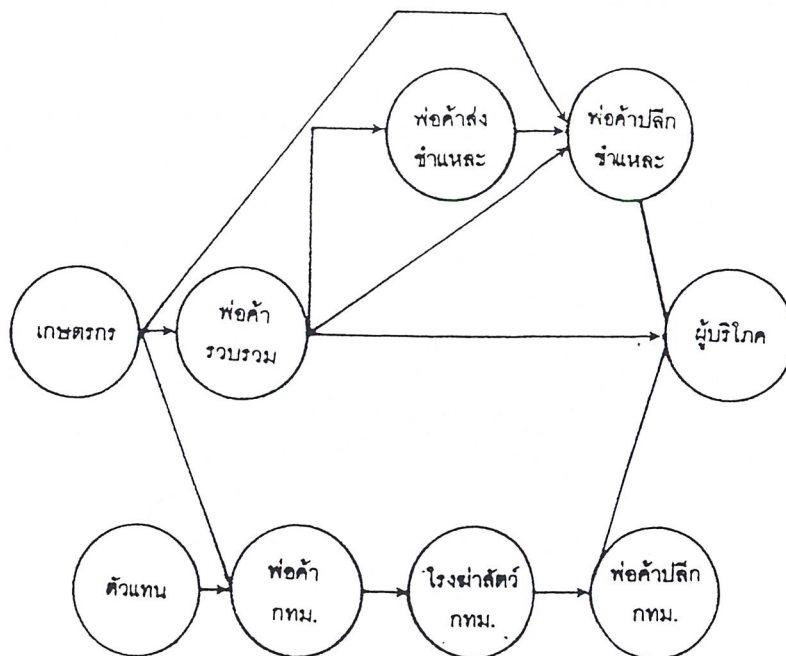 พ่อค้าส่ง
ชำแหละ
พ่อค้าปลีก
ชำแหละ
เกษตรกร
พ่อค้า
รวบรวม
ผู้บริโภค
ตัวแทน
พ่อค้า
กทม.
โรงฆ่าสัตว์
กทม.
พ่อค้าปลีก
กทม.